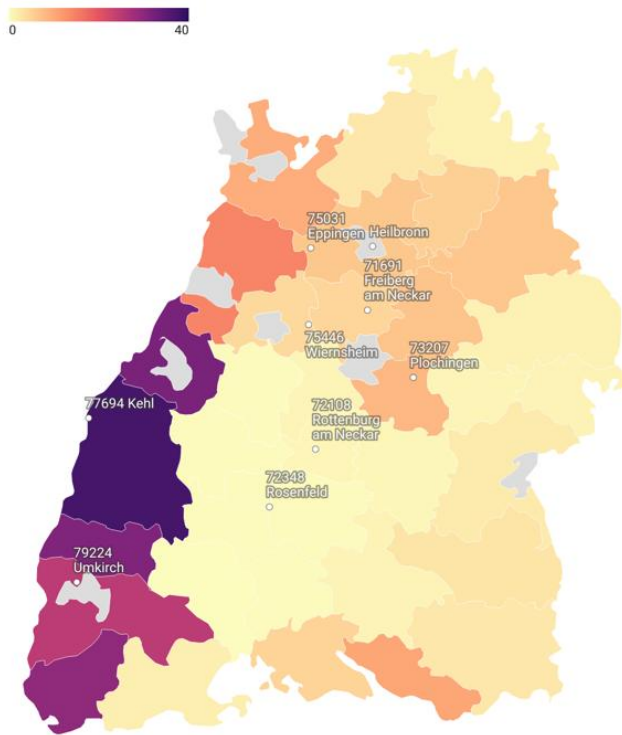 0 40
75031
Eppingen
Heilbronn
71691
Freiberg
am Neckar
75446
Wiernsheim
73207
Plochingen
77694 Kehl
72108
Rottenburg
am Neckar
72348
Rosenfeld
79224
Umkirch